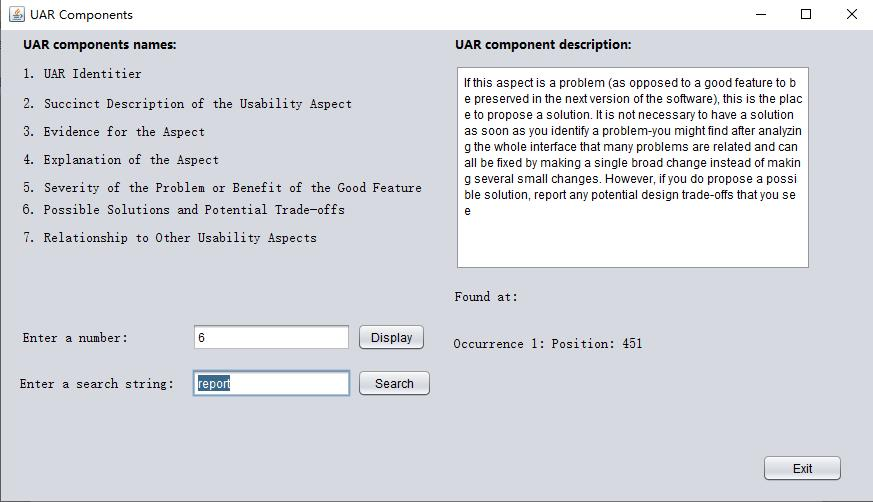 UAR Components
UAR components names:
1. UAR Identitier
2. Succinct Description of the Usability Aspect
3. Evidence for the Aspect
4. Explanation of the Aspect
5. Severity of the Problem or Benefit of the Good Feature
6. Possible Solutions and Potential Trade-offs
7. Relationship to Other Usability Aspects
Enter a number:
6
Display
Enter a search string:
report
Search
UAR component description:
If this aspect is a problem (as opposed to a good feature to b
e preserved in the next version of the software), this is the plac
e to propose a solution. It is not necessary to have a solution
as soon as you identify a problem-you might find after analyzin
g the whole interface that many problems are related and can
all be fixed by making a single broad change instead of makin
g several small changes. However, if you do propose a possi
ble solution, report any potential design trade-offs that you se
e
Found at:
Occurrence 1: Position: 451
Exit